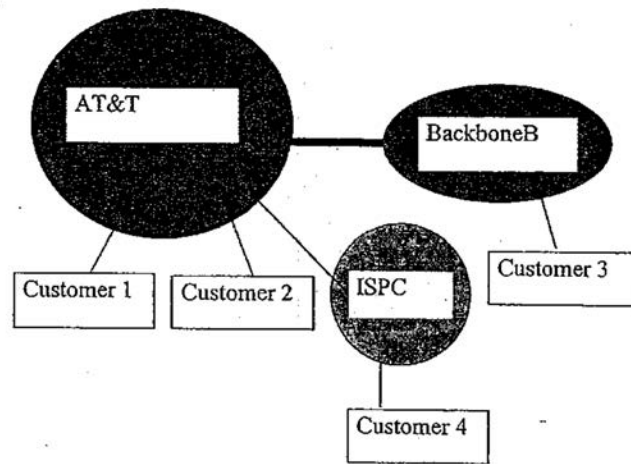 AT&T
BackboneB
Customer 1
Customer 2
ISPC
Customer 3
Customer 4